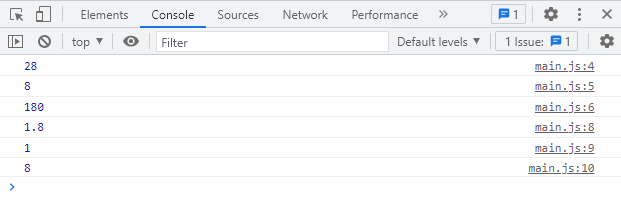 Elements Console Sources Network Performance 1
top Filter Default levels 1 Issue: 1
28 main.js:4
8 main.js:5
180 main.js:6
1.8 main.js:8
1 main.js:9
8 main.js:10